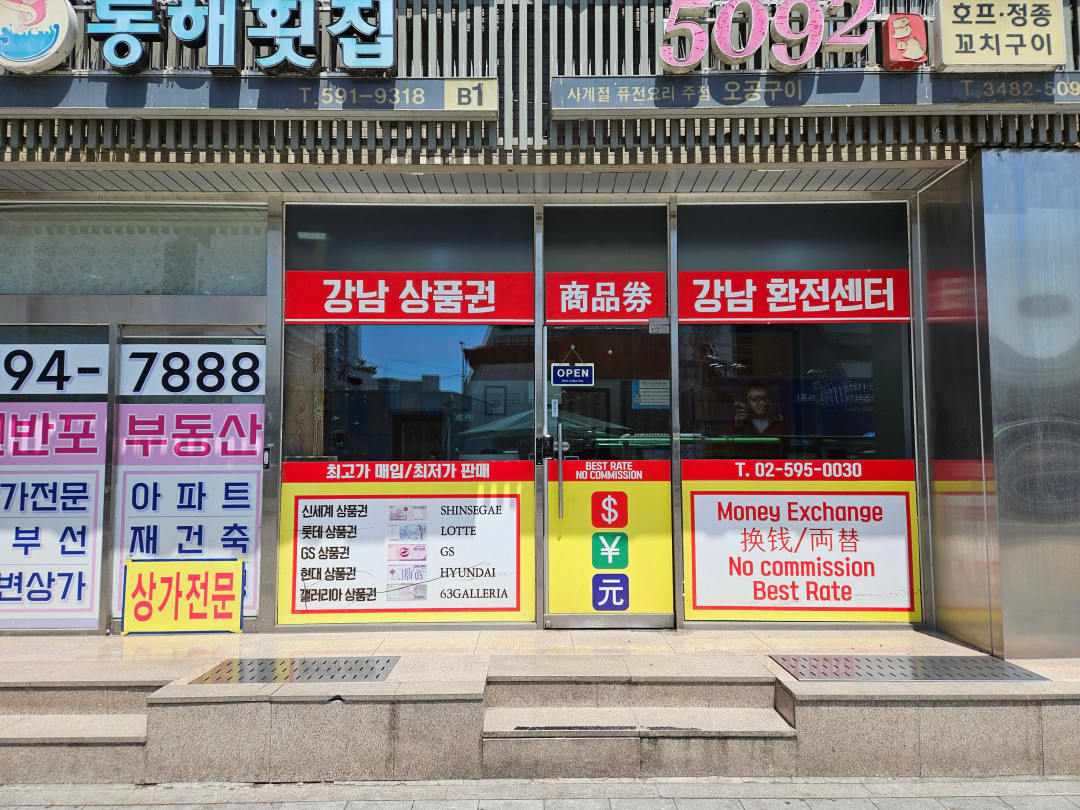 통해횟집
T.591-9318 B1
5092
호프·정종
꼬치구이
사계절 퓨전요리 주점 오공구이
T.3482-509
594-
7888
반포
부동산
가전문
부 선
변상가
아 파 트
재 건 축
상가전문
강남 상품권
商品券
강남 환전센터
OPEN
최고가 매입/최저가 판매
신세계 상품권 SHINSEGAE
롯데 상품권 LOTTE
GS 상품권 GS
현대 상품권 HYUNDAI
갤러리아 상품권 63GALLERIA
BEST RATE
NO COMMISSION
$
¥
元
T. 02-595-0030
Money Exchange
换钱/両替
No commission
Best Rate